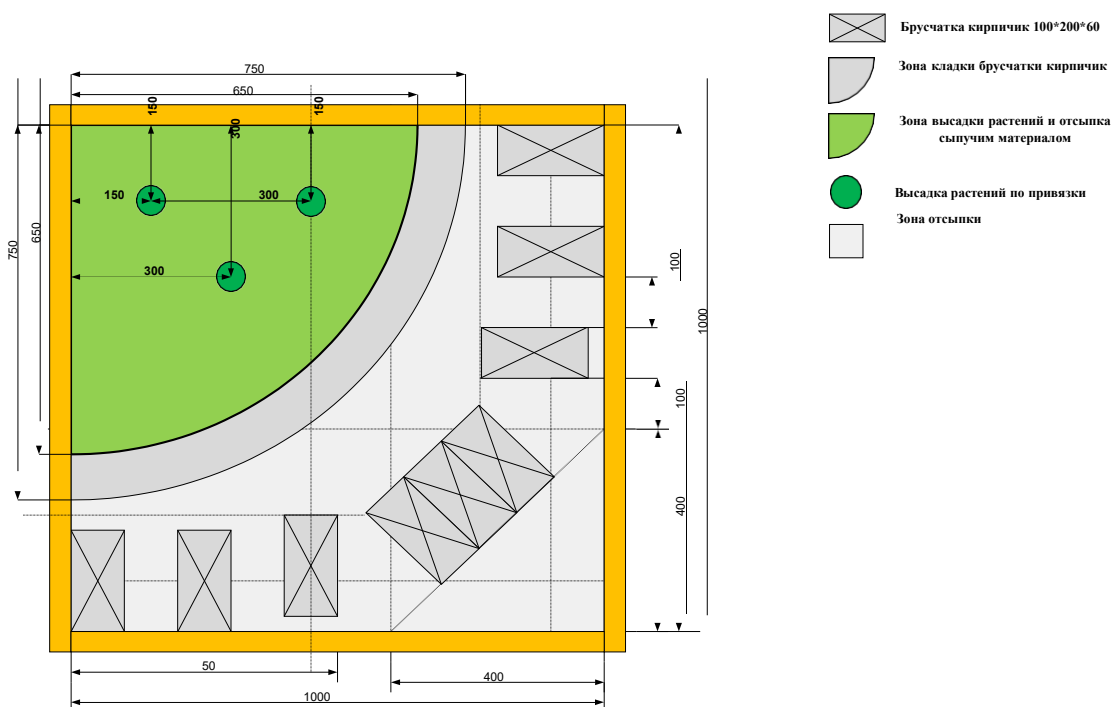 750
650
150
300
150
150
300
300
650
750
100
1000
100
400
50
400
1000
Брусчатка кирпичик 100*200*60
Зона кладки брусчатки кирпичик
Зона высадки растений и отсыпка
сыпучим материалом
Высадка растений по привязки
Зона отсыпки